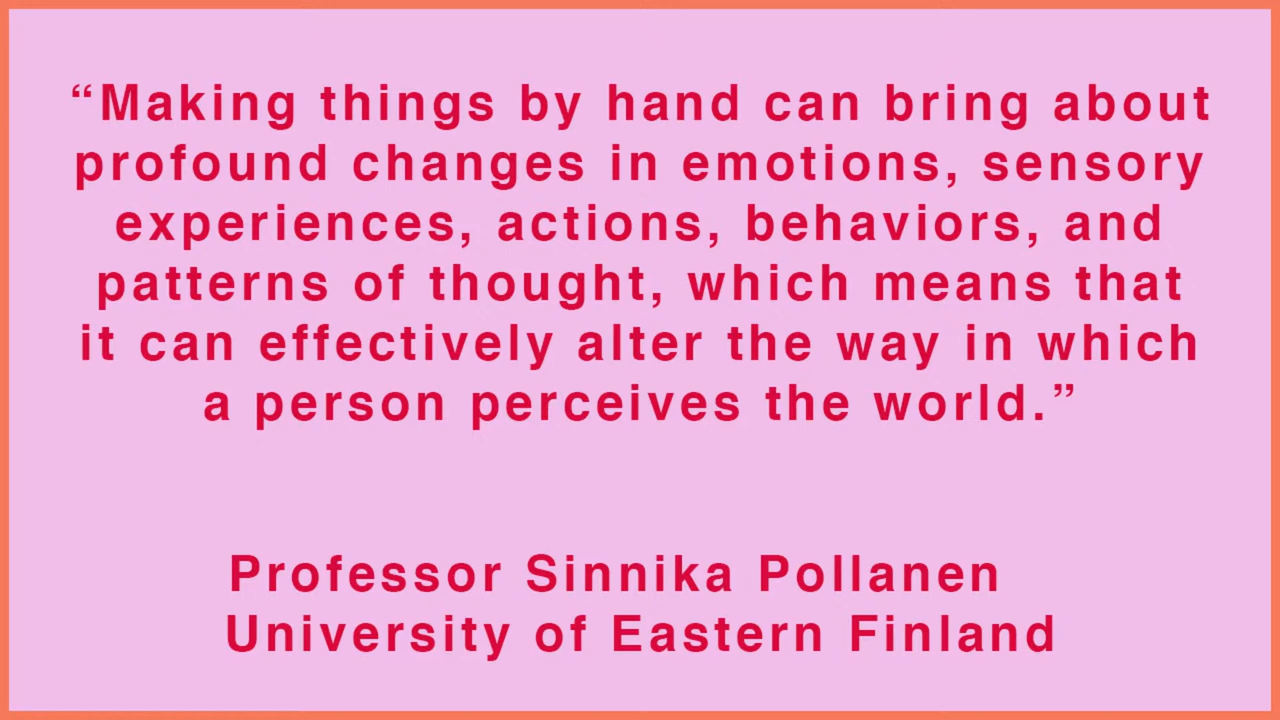 “Making things by hand can bring about
profound changes in emotions, sensory
experiences, actions, behaviors, and
patterns of thought, which means that
it can effectively alter the way in which
a person perceives the world.”
Professor Sinnika Pollanen
University of Eastern Finland